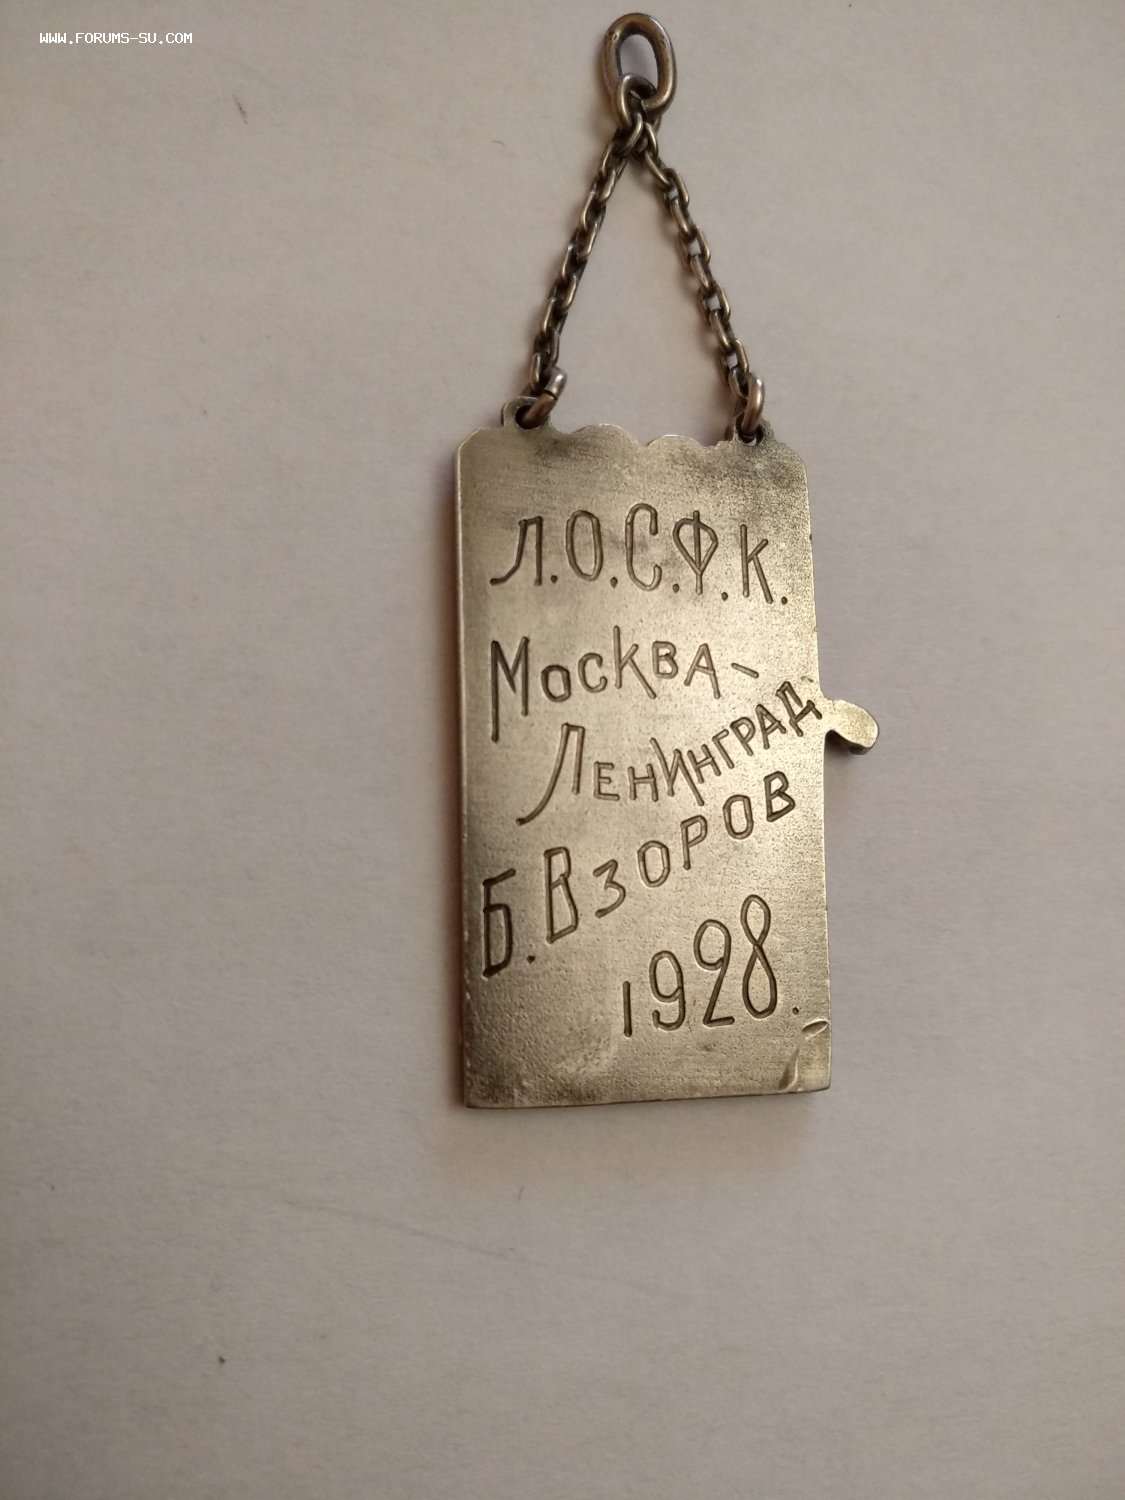 WWW.FORUMS-SU.COM
Л.О.С.Ф.К.
Москва-
Ленинград
Б. Взоров
1928.